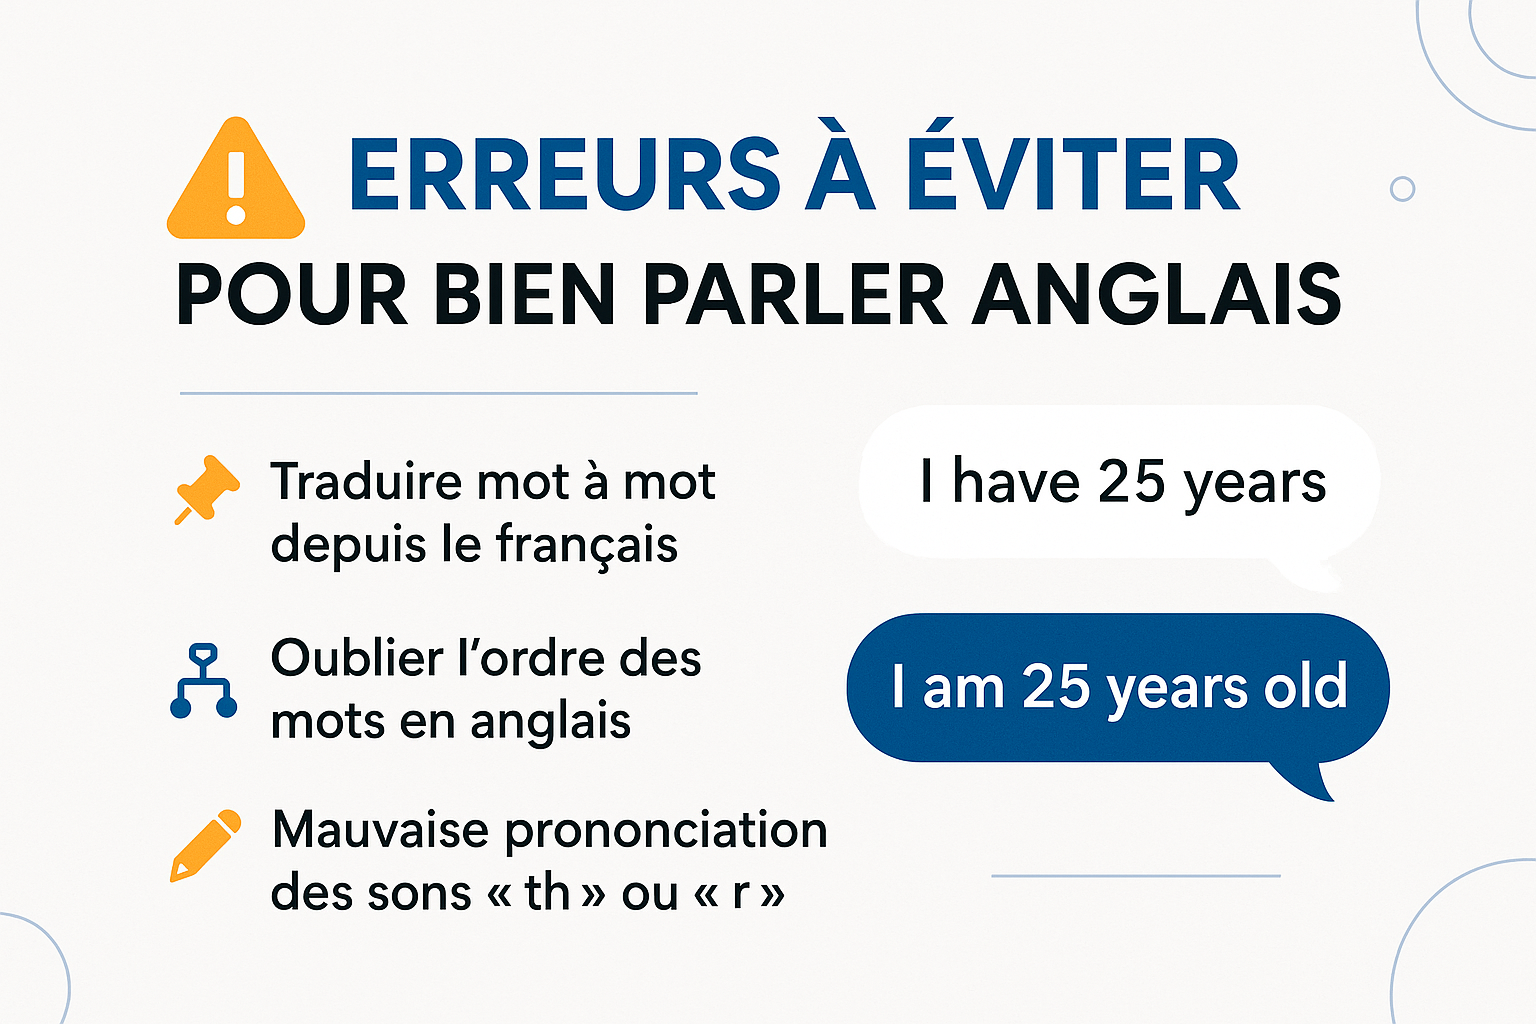 ERREURS À ÉVITER
POUR BIEN PARLER ANGLAIS
Traduire mot à mot
depuis le français
Oublier l’ordre des
mots en anglais
Mauvaise prononciation
des sons « th » ou « r »
I have 25 years
I am 25 years old